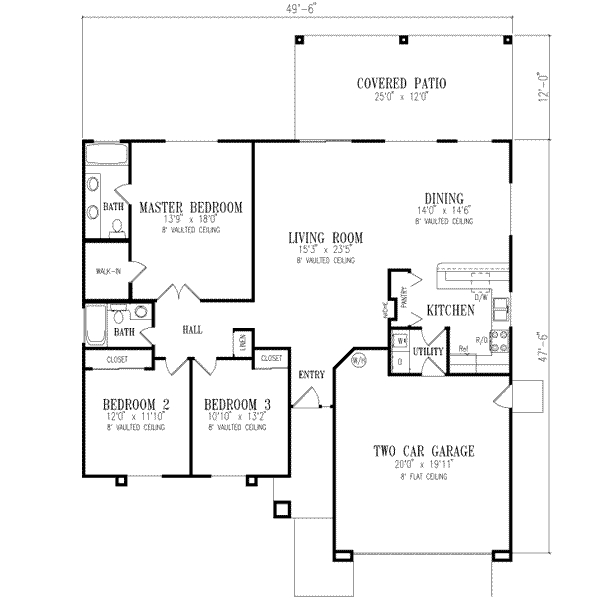 49'-6"
COVERED PATIO
25'0" x 12'0"
12'-0"
BATH
MASTER BEDROOM
13'9" x 18'0"
8' VAULTED CEILING
DINING
14'0" x 14'6"
8' VAULTED CEILING
LIVING ROOM
15'3" x 23'5"
8' VAULTED CEILING
WALK-IN
PANTRY
D/W
NICHE
KITCHEN
BATH
HALL
LINEN
W
UTILITY
R/O
Ref.
D
47'-6"
CLOSET
CLOSET
W/H
ENTRY
BEDROOM 2
12'0" x 11'10"
8' VAULTED CEILING
BEDROOM 3
10'10" x 13'2"
8' VAULTED CEILING
TWO CAR GARAGE
20'0" x 19'11"
8' FLAT CEILING